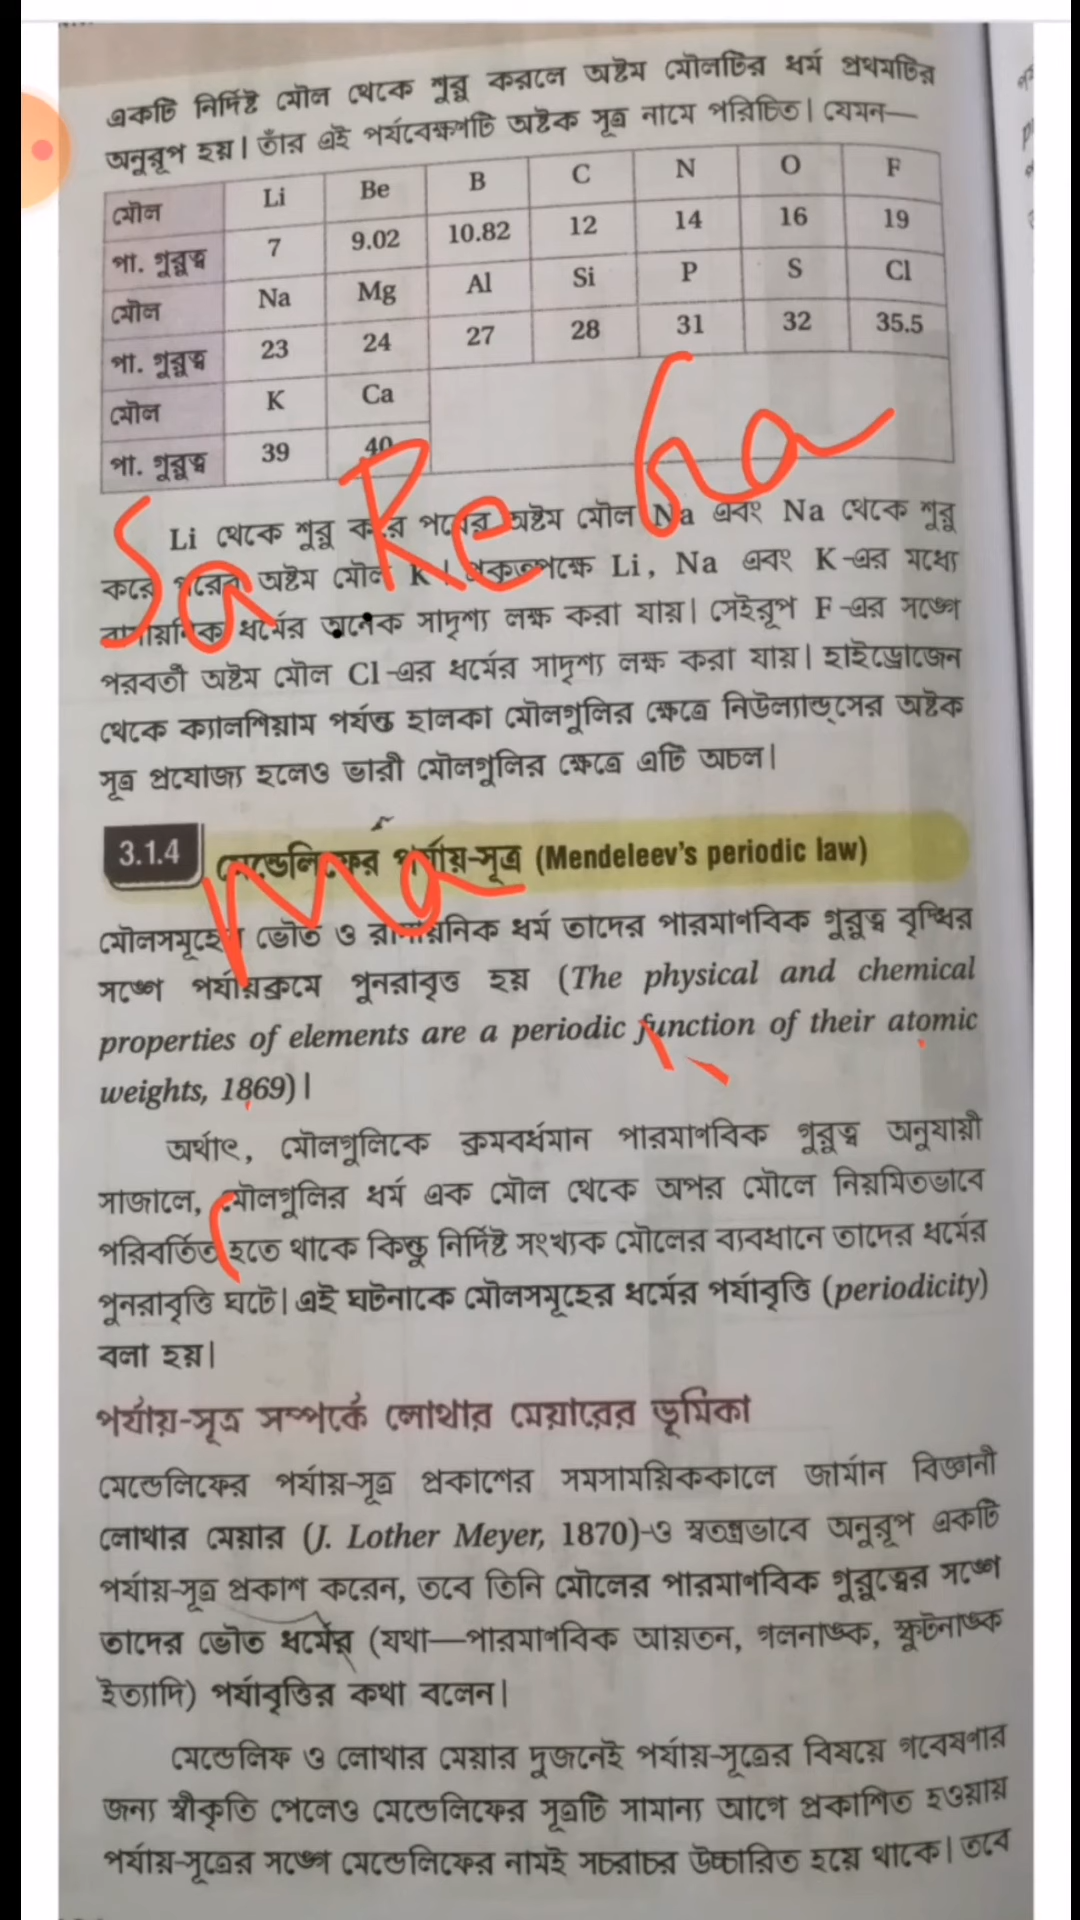 একটি নির্দিষ্ট মৌল থেকে শুরু করলে অষ্টম মৌলটির ধর্ম প্রথমটির
অনুরূপ হয়। তাঁর এই পর্যবেক্ষণটি অষ্টক সূত্র নামে পরিচিত। যেমন—
মৌল Li Be B C N O F
পা. গুরুত্ব 7 9.02 10.82 12 14 16 19
মৌল Na Mg Al Si P S Cl
পা. গুরুত্ব 23 24 27 28 31 32 35.5
মৌল K Ca
পা. গুরুত্ব 39 40
Sa Re Ga
Li থেকে শুরু করে পরের অষ্টম মৌল Na এবং Na থেকে শুরু
করে পরের অষ্টম মৌল K। প্রকৃতপক্ষে Li, Na এবং K-এর মধ্যে
রাসায়নিক ধর্মের অনেক সাদৃশ্য লক্ষ করা যায়। সেইরূপ F-এর সঙ্গে
পরবর্তী অষ্টম মৌল Cl-এর ধর্মের সাদৃশ্য লক্ষ করা যায়। হাইড্রোজেন
থেকে ক্যালশিয়াম পর্যন্ত হালকা মৌলগুলির ক্ষেত্রে নিউল্যান্ড্‌সের অষ্টক
সূত্র প্রযোজ্য হলেও ভারী মৌলগুলির ক্ষেত্রে এটি অচল।
3.1.4 মেন্ডেলিফের পর্যায়-সূত্র (Mendeleev's periodic law)
Ma
মৌলসমূহের ভৌত ও রাসায়নিক ধর্ম তাদের পারমাণবিক গুরুত্ব বৃদ্ধির
সঙ্গে পর্যায়ক্রমে পুনরাবৃত্ত হয় (The physical and chemical
properties of elements are a periodic function of their atomic
weights, 1869)।
অর্থাৎ, মৌলগুলিকে ক্রমবর্ধমান পারমাণবিক গুরুত্ব অনুযায়ী
সাজালে, মৌলগুলির ধর্ম এক মৌল থেকে অপর মৌলে নিয়মিতভাবে
পরিবর্তিত হতে থাকে কিন্তু নির্দিষ্ট সংখ্যক মৌলের ব্যবধানে তাদের ধর্মের
পুনরাবৃত্তি ঘটে। এই ঘটনাকে মৌলসমূহের ধর্মের পর্যাবৃত্তি (periodicity)
বলা হয়।
পর্যায়-সূত্র সম্পর্কে লোথার মেয়ারের ভূমিকা
মেন্ডেলিফের পর্যায়-সূত্র প্রকাশের সমসাময়িককালে জার্মান বিজ্ঞানী
লোথার মেয়ার (J. Lother Meyer, 1870)-ও স্বতন্ত্রভাবে অনুরূপ একটি
পর্যায়-সূত্র প্রকাশ করেন, তবে তিনি মৌলের পারমাণবিক গুরুত্বের সঙ্গে
তাদের ভৌত ধর্মের (যথা—পারমাণবিক আয়তন, গলনাঙ্ক, স্ফুটনাঙ্ক
ইত্যাদি) পর্যাবৃত্তির কথা বলেন।
মেন্ডেলিফ ও লোথার মেয়ার দুজনেই পর্যায়-সূত্রের বিষয়ে গবেষণার
জন্য স্বীকৃতি পেলেও মেন্ডেলিফের সূত্রটি সামান্য আগে প্রকাশিত হওয়ায়
পর্যায়-সূত্রের সঙ্গে মেন্ডেলিফের নামই সচরাচর উচ্চারিত হয়ে থাকে। তবে